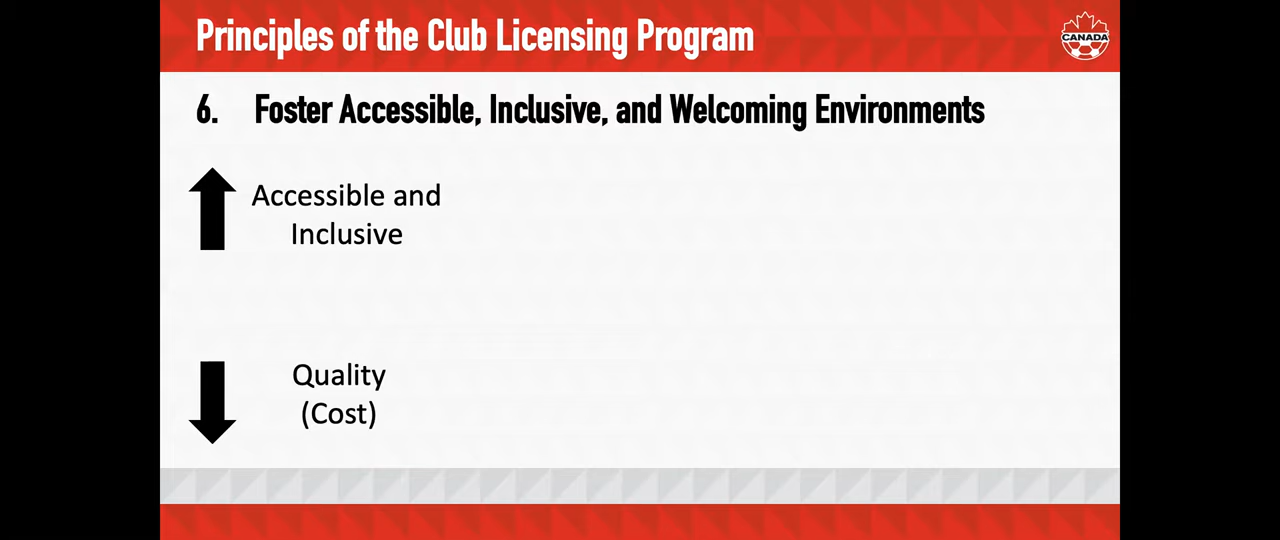 Principles of the Club Licensing Program
CANADA
6. Foster Accessible, Inclusive, and Welcoming Environments
Accessible and
Inclusive
Quality
(Cost)